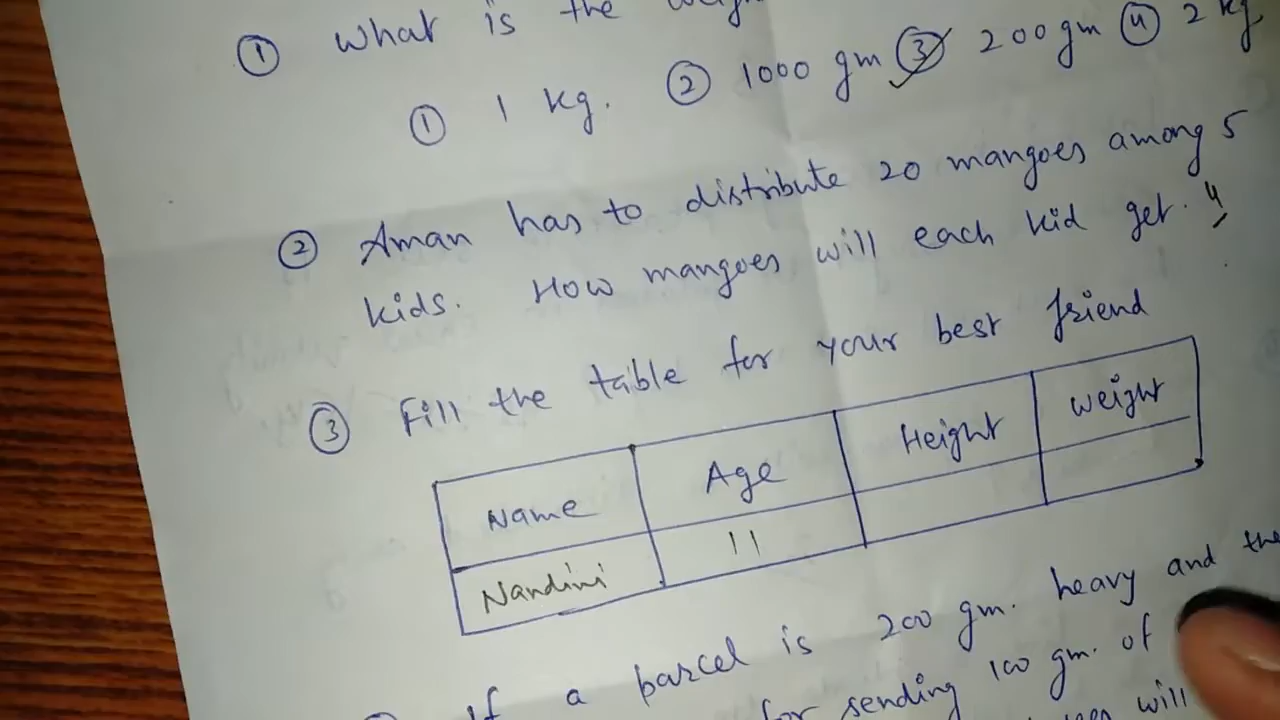 ① What is the
① 1 kg. ② 1000 gm ③ 200gm ④ 2 kg
② Aman has to distribute 20 mangoes among 5
kids. How mangoes will each kid get. 4
③ Fill the table for your best friend
Name Age Height Weight
Nandini 11
If a parcel is 200 gm. heavy and the
for sending 100 gm. of
will